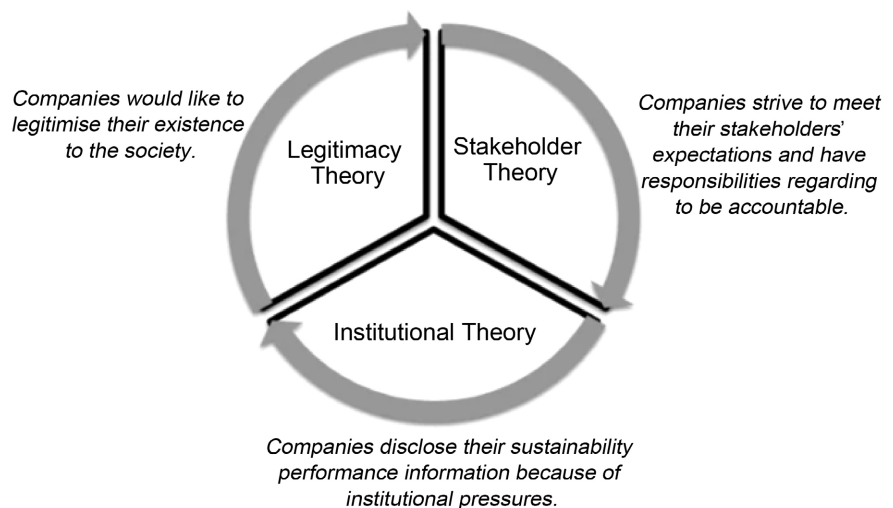 Companies would like to
legitimise their existence
to the society.
Legitimacy
Theory
Stakeholder
Theory
Companies strive to meet
their stakeholders’
expectations and have
responsibilities regarding
to be accountable.
Institutional Theory
Companies disclose their sustainability
performance information because of
institutional pressures.